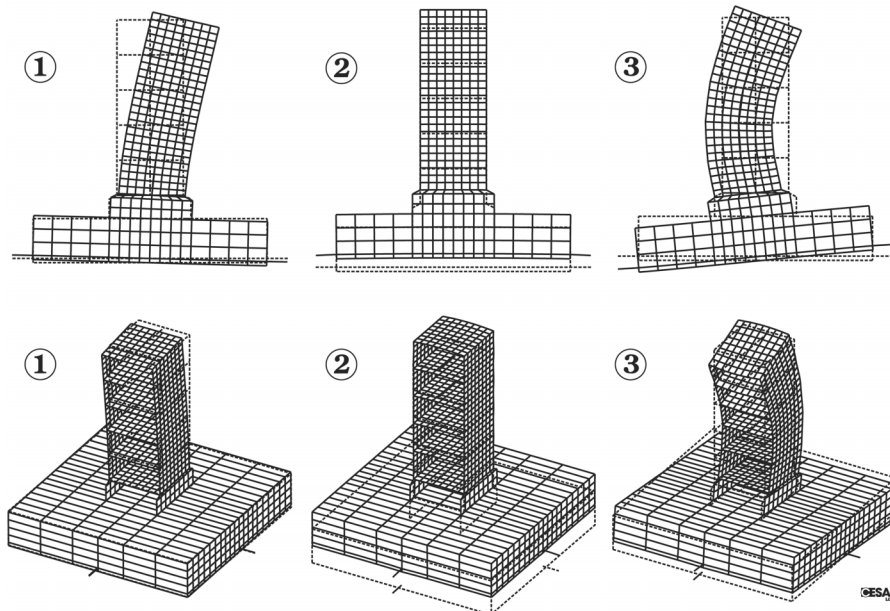 ① ② ③
① ② ③
CESA